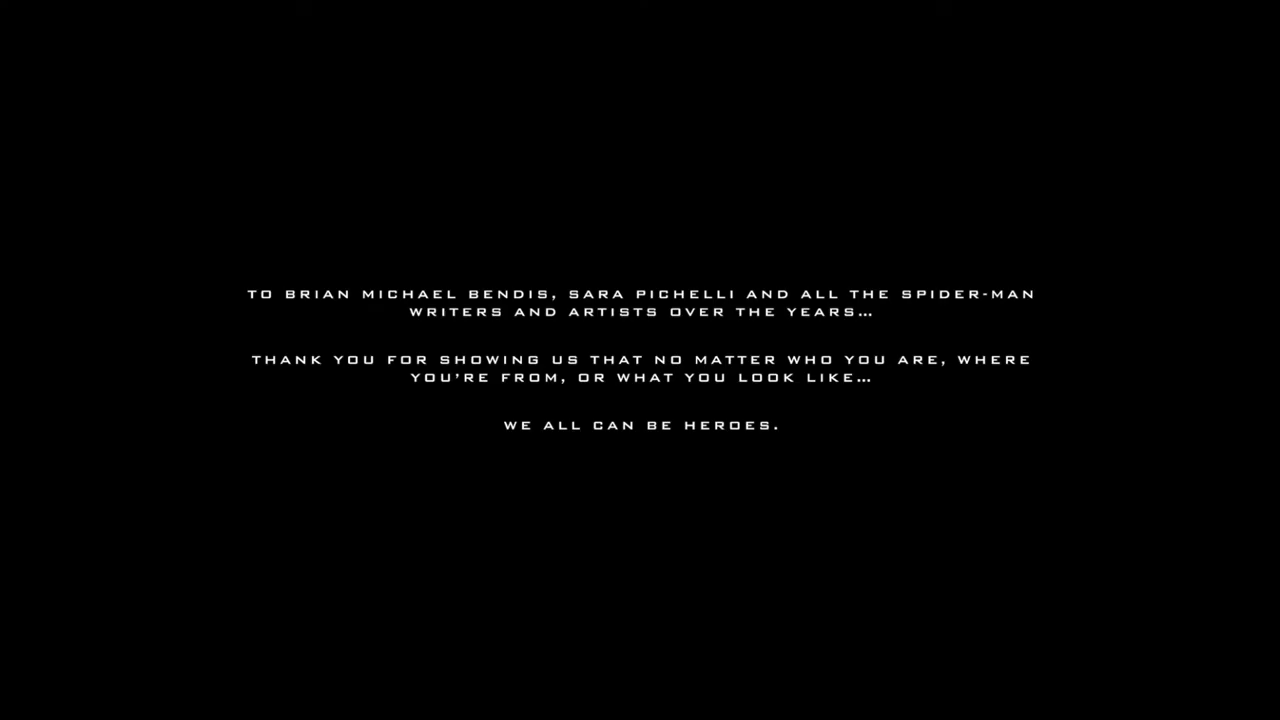 TO BRIAN MICHAEL BENDIS, SARA PICHELLI AND ALL THE SPIDER-MAN
WRITERS AND ARTISTS OVER THE YEARS…
THANK YOU FOR SHOWING US THAT NO MATTER WHO YOU ARE, WHERE
YOU'RE FROM, OR WHAT YOU LOOK LIKE…
WE ALL CAN BE HEROES.